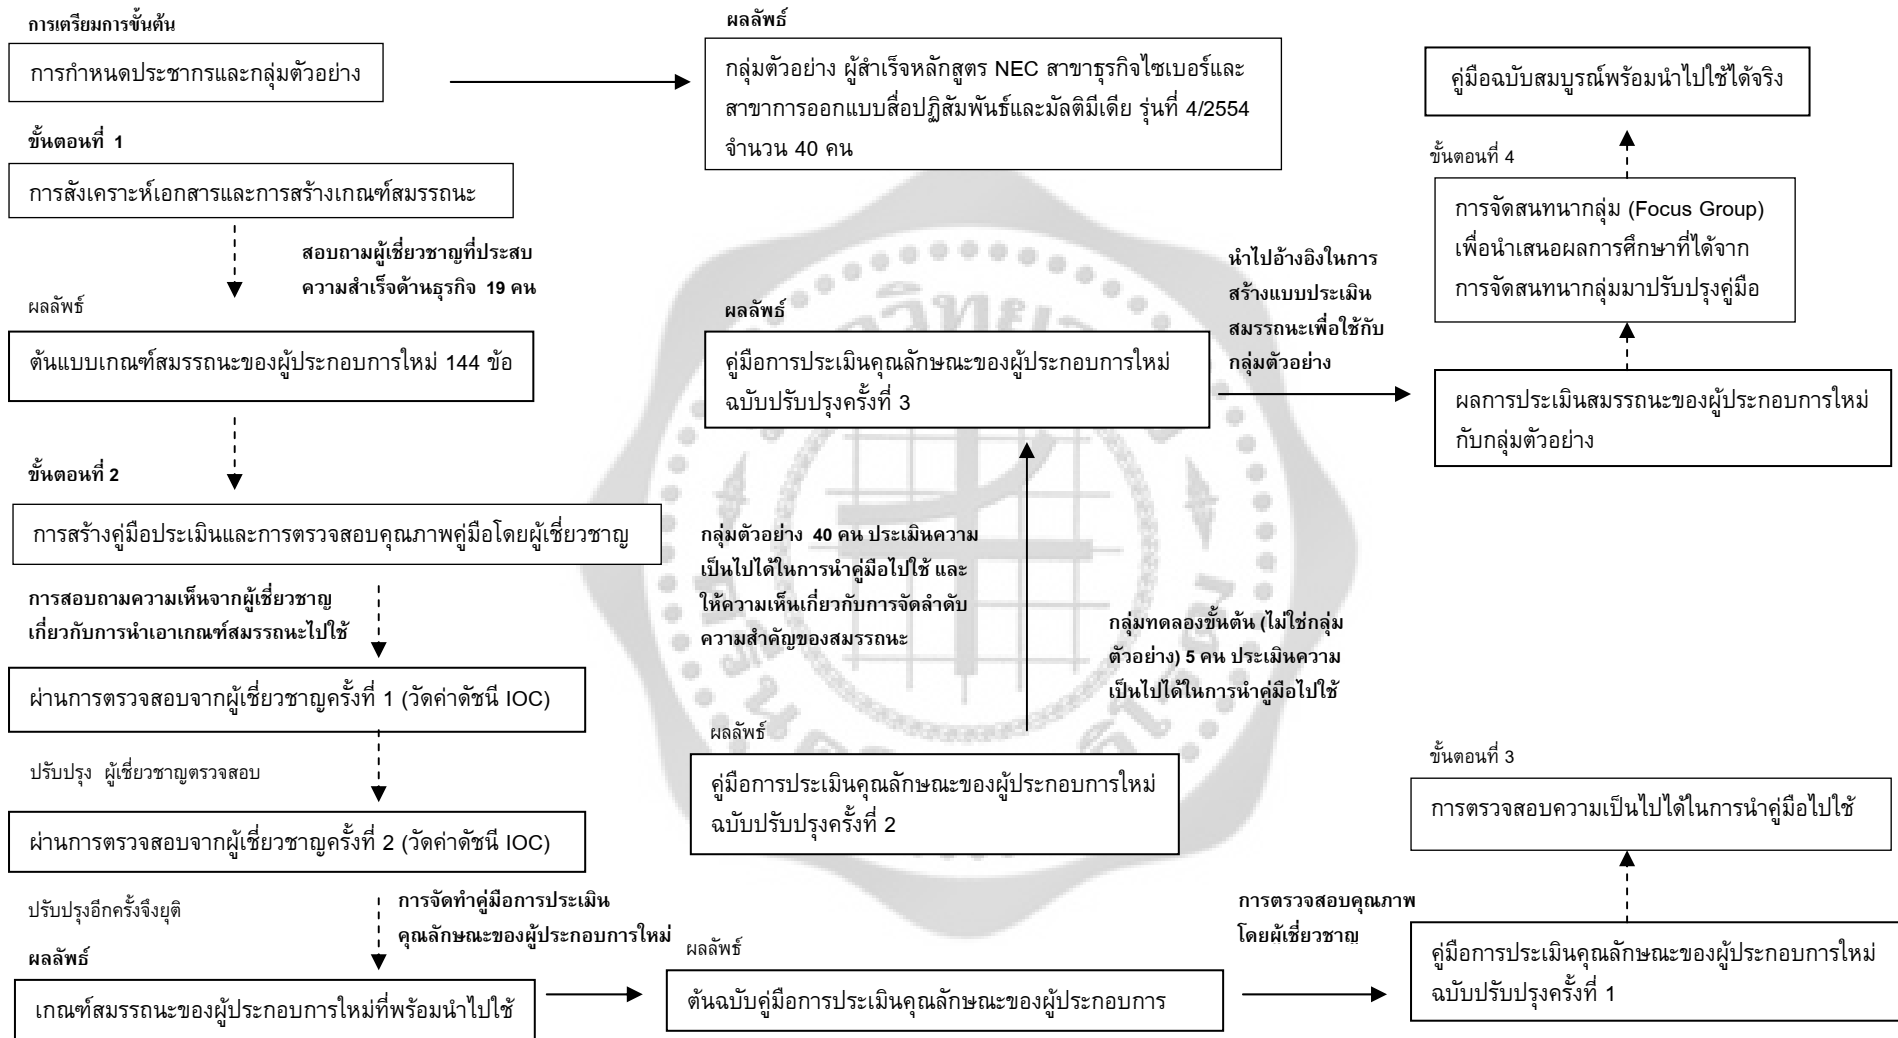 การเตรียมการขั้นต้น
การกำหนดประชากรและกลุ่มตัวอย่าง
ขั้นตอนที่ 1
การสังเคราะห์เอกสารและการสร้างเกณฑ์สมรรถนะ
สอบถามผู้เชี่ยวชาญที่ประสบ
ความสำเร็จด้านธุรกิจ 19 คน
ผลลัพธ์
ต้นแบบเกณฑ์สมรรถนะของผู้ประกอบการใหม่ 144 ข้อ
ขั้นตอนที่ 2
การสร้างคู่มือประเมินและการตรวจสอบคุณภาพคู่มือโดยผู้เชี่ยวชาญ
การสอบถามความเห็นจากผู้เชี่ยวชาญ
เกี่ยวกับการนำเอาเกณฑ์สมรรถนะไปใช้
ผ่านการตรวจสอบจากผู้เชี่ยวชาญครั้งที่ 1 (วัดค่าดัชนี IOC)
ปรับปรุง ผู้เชี่ยวชาญตรวจสอบ
ผ่านการตรวจสอบจากผู้เชี่ยวชาญครั้งที่ 2 (วัดค่าดัชนี IOC)
ปรับปรุงอีกครั้งจึงยุติ
การจัดทำคู่มือการประเมิน
คุณลักษณะของผู้ประกอบการใหม่
ผลลัพธ์
เกณฑ์สมรรถนะของผู้ประกอบการใหม่ที่พร้อมนำไปใช้
ผลลัพธ์
กลุ่มตัวอย่าง ผู้สำเร็จหลักสูตร NEC สาขาธุรกิจไซเบอร์และ
สาขาการออกแบบสื่อปฏิสัมพันธ์และมัลติมีเดีย รุ่นที่ 4/2554
จำนวน 40 คน
ผลลัพธ์
คู่มือการประเมินคุณลักษณะของผู้ประกอบการใหม่
ฉบับปรับปรุงครั้งที่ 3
กลุ่มตัวอย่าง 40 คน ประเมินความ
เป็นไปได้ในการนำคู่มือไปใช้ และ
ให้ความเห็นเกี่ยวกับการจัดลำดับ
ความสำคัญของสมรรถนะ
กลุ่มทดลองขั้นต้น (ไม่ใช่กลุ่ม
ตัวอย่าง) 5 คน ประเมินความ
เป็นไปได้ในการนำคู่มือไปใช้
ผลลัพธ์
คู่มือการประเมินคุณลักษณะของผู้ประกอบการใหม่
ฉบับปรับปรุงครั้งที่ 2
ผลลัพธ์
ต้นฉบับคู่มือการประเมินคุณลักษณะของผู้ประกอบการ
คู่มือฉบับสมบูรณ์พร้อมนำไปใช้ได้จริง
ขั้นตอนที่ 4
การจัดสนทนากลุ่ม (Focus Group)
เพื่อนำเสนอผลการศึกษาที่ได้จาก
การจัดสนทนากลุ่มมาปรับปรุงคู่มือ
นำไปอ้างอิงในการ
สร้างแบบประเมิน
สมรรถนะเพื่อใช้กับ
กลุ่มตัวอย่าง
ผลการประเมินสมรรถนะของผู้ประกอบการใหม่
กับกลุ่มตัวอย่าง
ขั้นตอนที่ 3
การตรวจสอบความเป็นไปได้ในการนำคู่มือไปใช้
การตรวจสอบคุณภาพ
โดยผู้เชี่ยวชาญ
คู่มือการประเมินคุณลักษณะของผู้ประกอบการใหม่
ฉบับปรับปรุงครั้งที่ 1